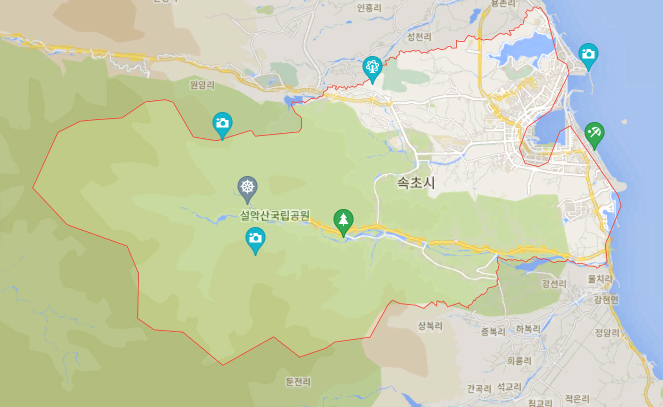 용촌리
인흥리
성천리
원암리
속초시
설악산국립공원
물치리
강선리
강현면
상복리
중복리
하복리
정암리
회룡리
둔전리
간곡리
석교리
적은리
침교리